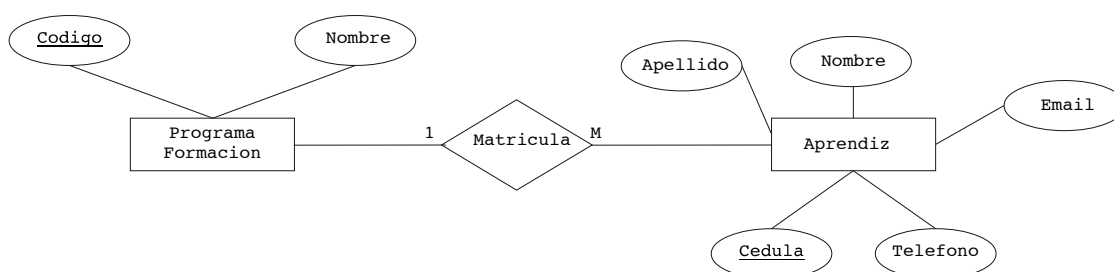 Codigo
Nombre
Apellido
Nombre
Email
Programa
Formacion
1
Matricula
M
Aprendiz
Cedula
Telefono